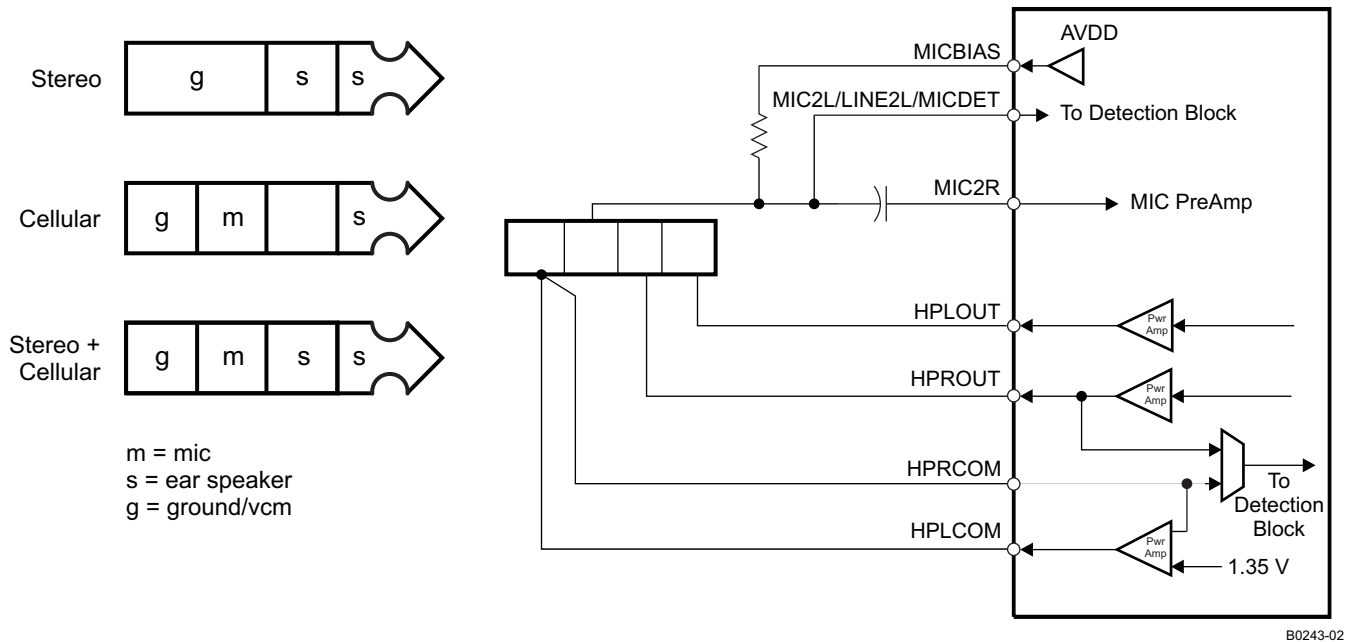 Stereo
g s s
Cellular
g m s
Stereo +
Cellular
g m s s
m = mic
s = ear speaker
g = ground/vcm
AVDD
MICBIAS
MIC2L/LINE2L/MICDET
To Detection Block
MIC2R
MIC PreAmp
HPLOUT
Pwr
Amp
HPROUT
Pwr
Amp
HPRCOM
To
Detection
Block
HPLCOM
Pwr
Amp
1.35 V
B0243-02